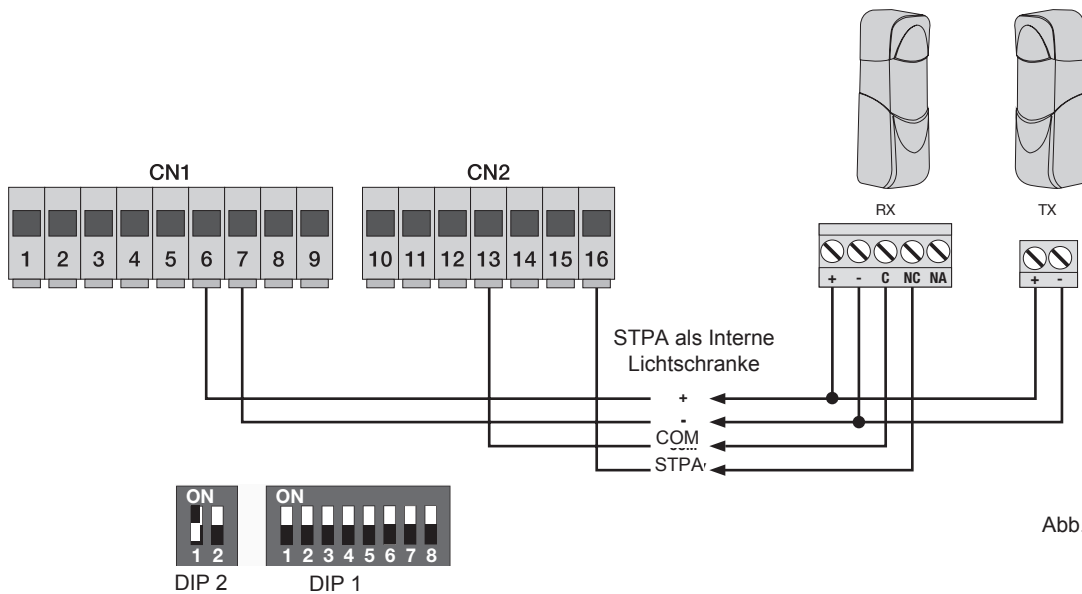 CN1
CN2
1 2 3 4 5 6 7 8 9
10 11 12 13 14 15 16
RX
TX
+ - C NC NA
+ -
STPA als Interne
Lichtschranke
+
-
COM
STPA
ON
1 2
DIP 2
ON
1 2 3 4 5 6 7 8
DIP 1
Abb.